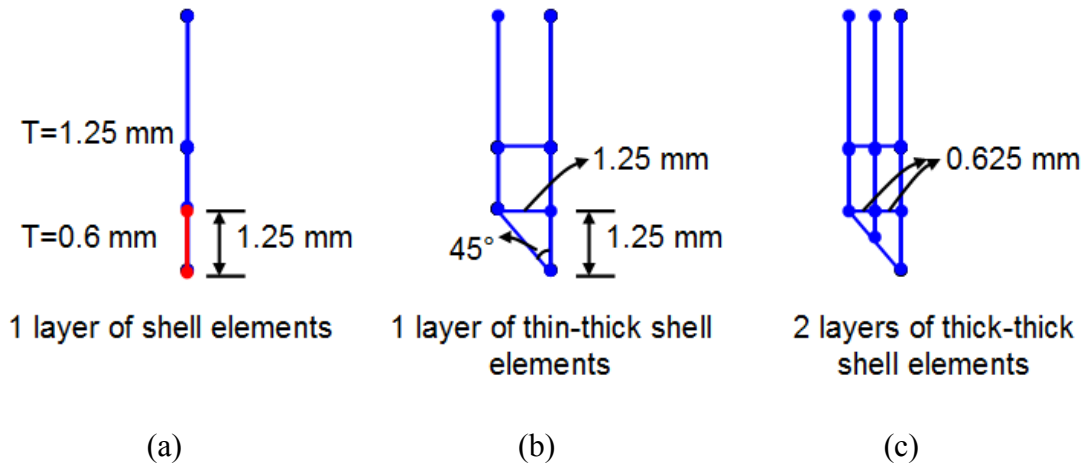 T=1.25 mm
T=0.6 mm
1.25 mm
1 layer of shell elements
(a)
1.25 mm
45°
1.25 mm
1 layer of thin-thick shell
elements
(b)
0.625 mm
2 layers of thick-thick
shell elements
(c)